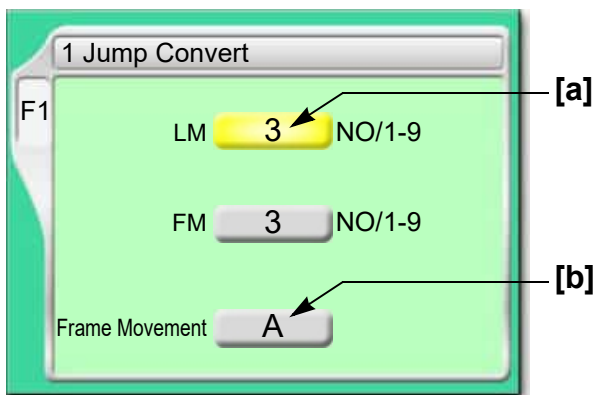 1 Jump Convert
F1
[a]
LM 3 NO/1-9
FM 3 NO/1-9
[b]
Frame Movement A